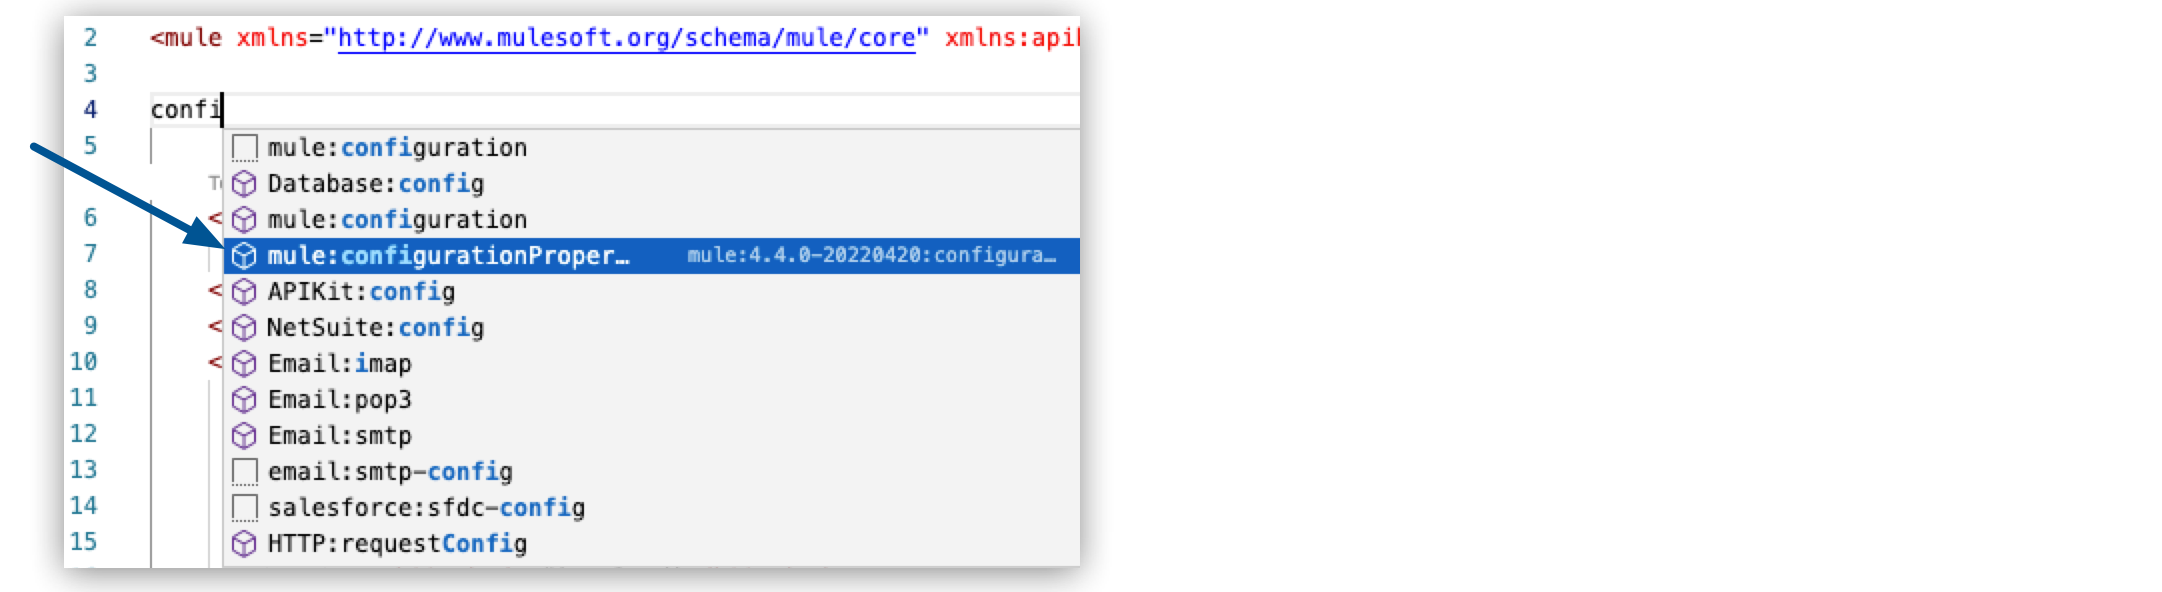 2 <mule xmlns="http://www.mulesoft.org/schema/mule/core" xmlns:api
3
4 confi
5 mule:configuration
Database:config
6 < mule:configuration
7 mule:configurationProper… mule:4.4.0-20220420:configura…
8 < APIKit:config
9 < NetSuite:config
10 < Email:imap
11 Email:pop3
12 Email:smtp
13 email:smtp-config
14 salesforce:sfdc-config
15 HTTP:requestConfig